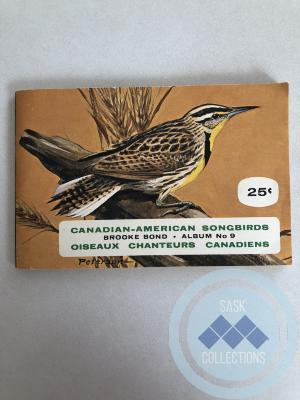 25¢
CANADIAN-AMERICAN SONGBIRDS
BROOKE BOND • ALBUM No 9
OISEAUX CHANTEURS CANADIENS
SASK
COLLECTIONS